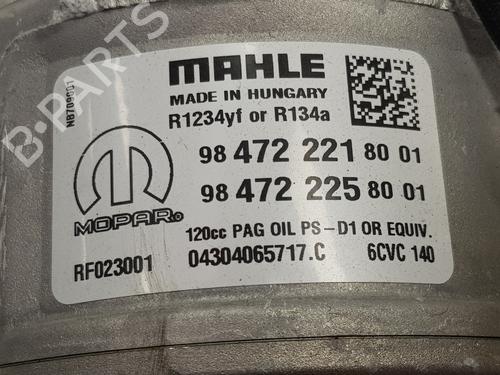 MAHLE
MADE IN HUNGARY
R1234yf or R134a
98 472 221 80 01
98 472 225 80 01
MOPAR®
120cc PAG OIL PS-D1 OR EQUIV.
RF023001 04304065717.C 6CVC 140
NB709001
B-PARTS